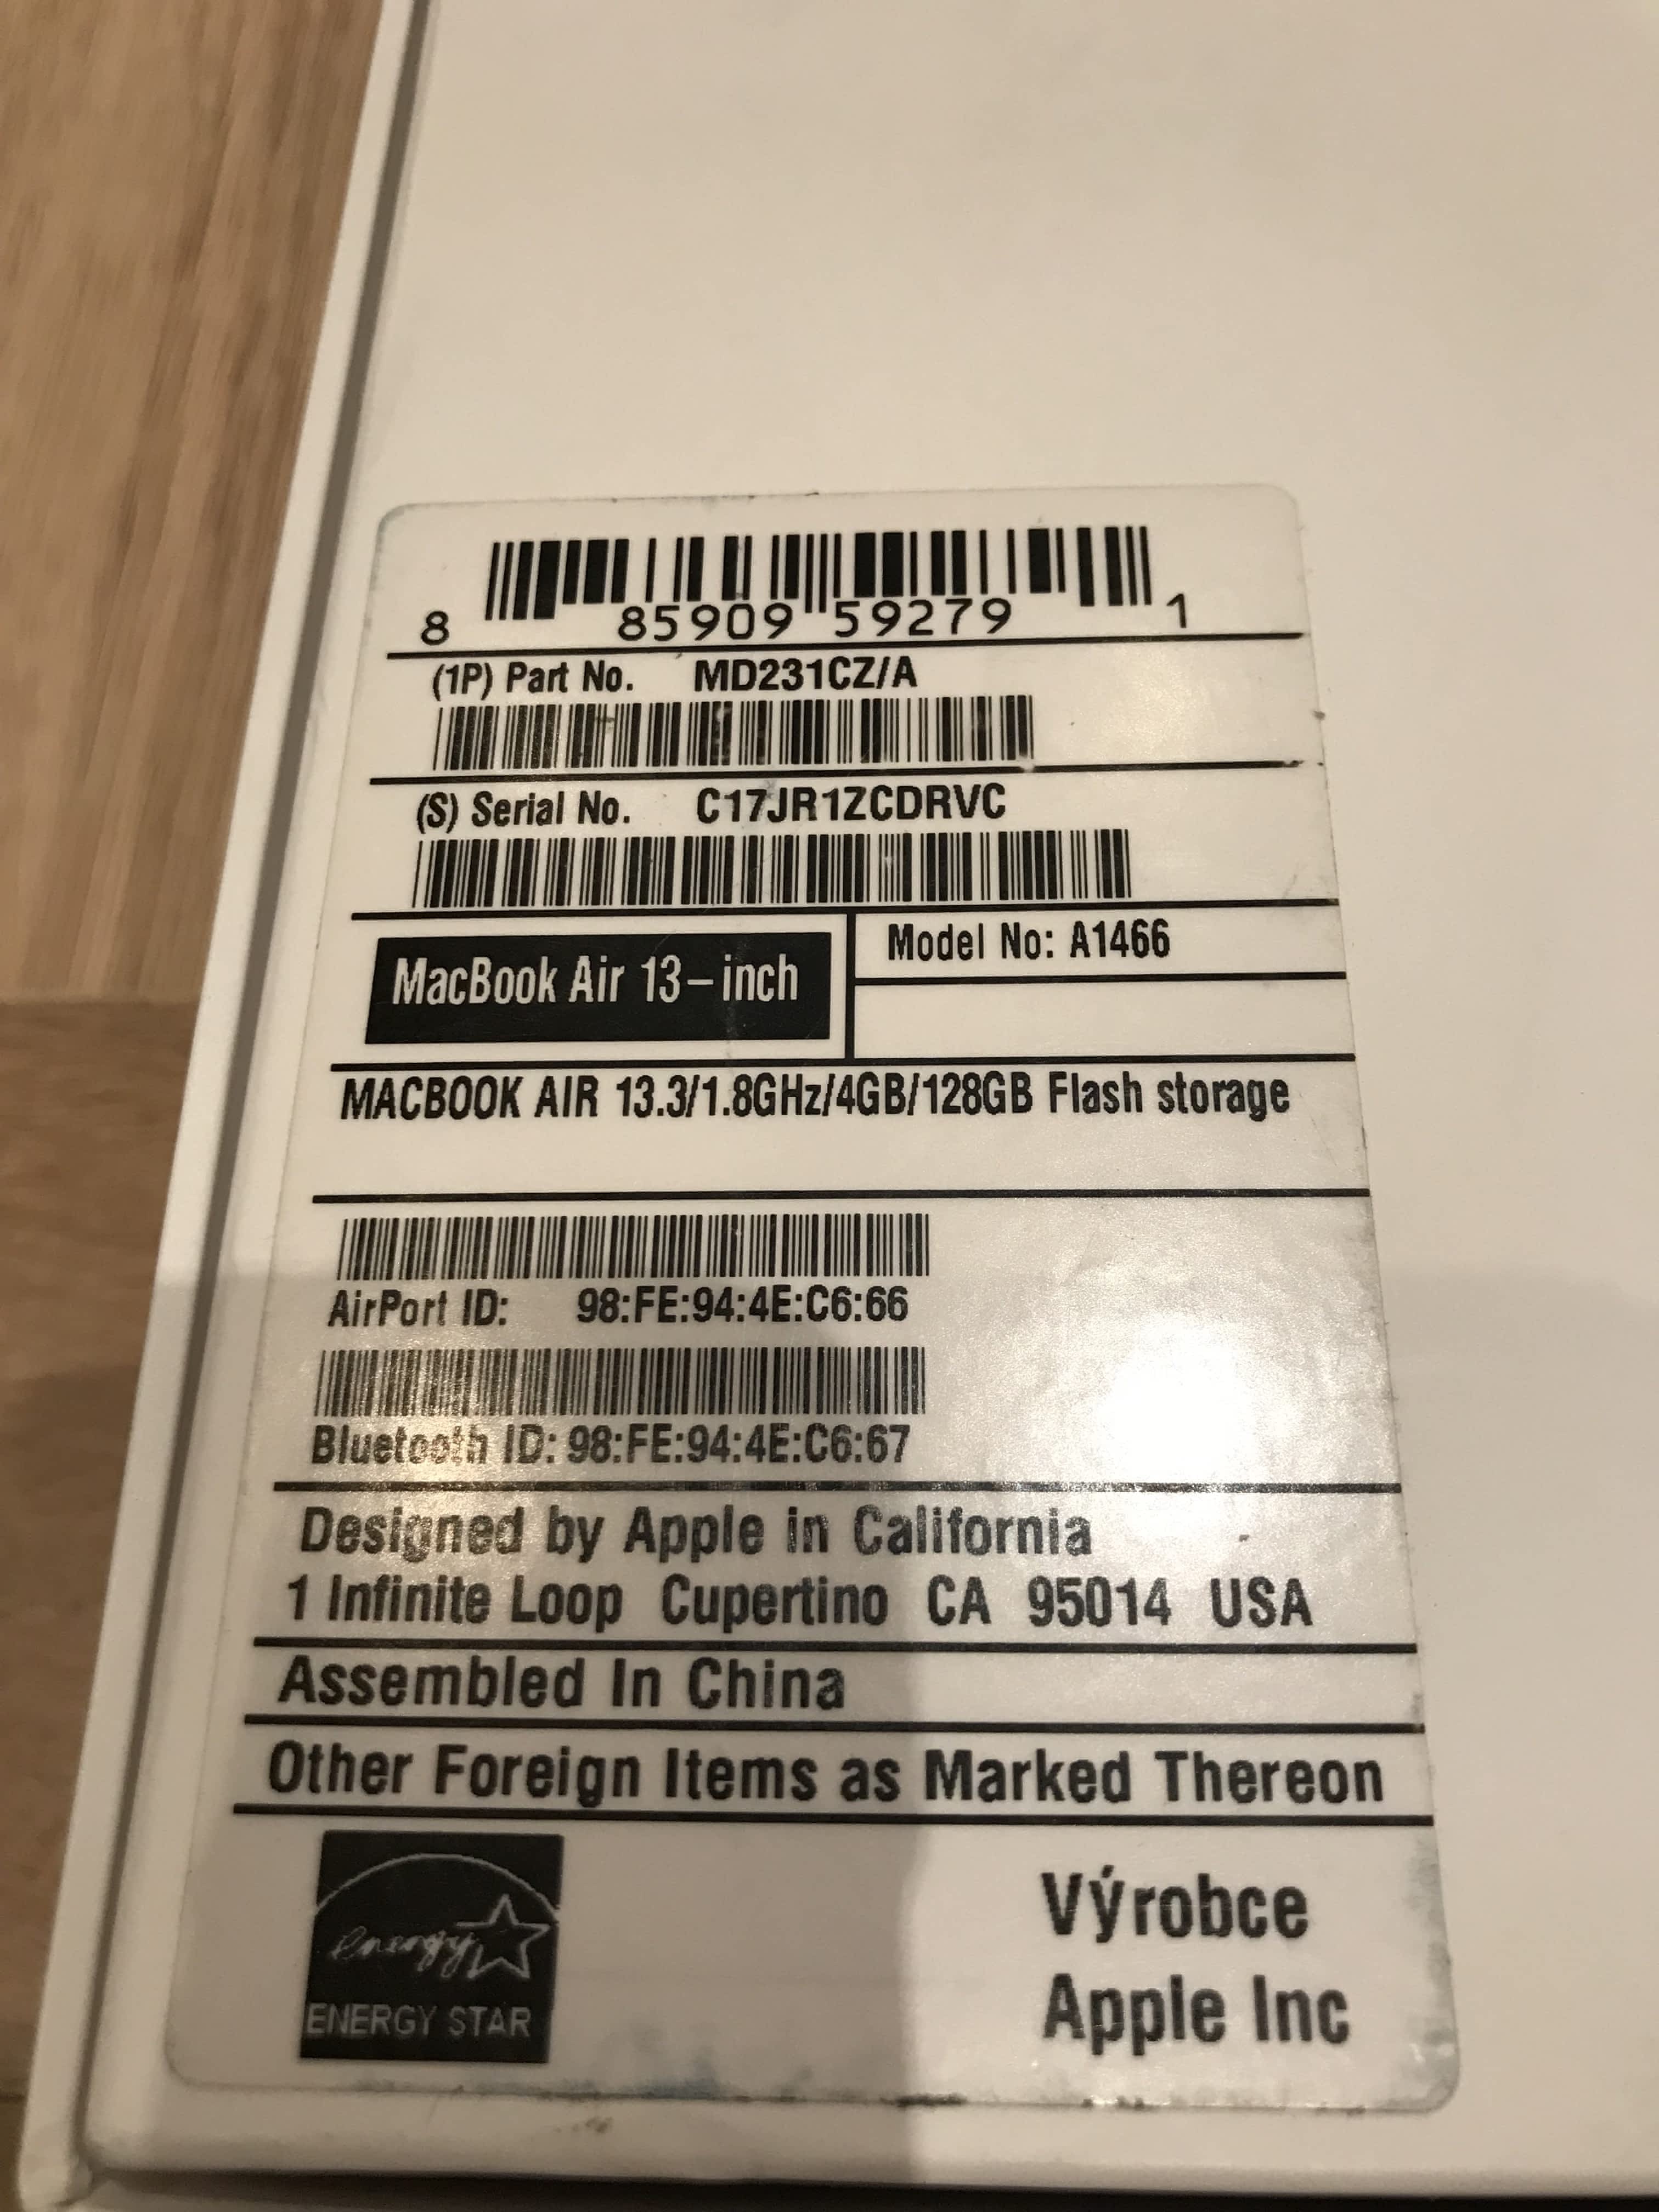 8 85909 59279 1
(1P) Part No. MD231CZ/A
(S) Serial No. C17JR1ZCDRVC
MacBook Air 13-inch
Model No: A1466
MACBOOK AIR 13.3/1.8GHz/4GB/128GB Flash storage
AirPort ID: 98:FE:94:4E:C6:66
Bluetooth ID: 98:FE:94:4E:C6:67
Designed by Apple in California
1 Infinite Loop Cupertino CA 95014 USA
Assembled In China
Other Foreign Items as Marked Thereon
energy
ENERGY STAR
Výrobce
Apple Inc